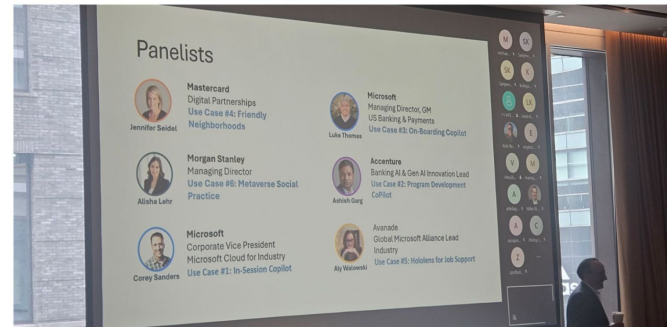 Panelists
Mastercard
Digital Partnerships
Use Case #4: Friendly
Neighborhoods
Jennifer Seidel
Microsoft
Managing Director, GM
US Banking & Payments
Use Case #3: On-Boarding Copilot
Luke Thomas
Morgan Stanley
Managing Director
Use Case #6: Metaverse Social
Practice
Alisha Lehr
Accenture
Banking AI & Gen AI Innovation Lead
Use Case #2: Program Development
CoPilot
Ashish Garg
Microsoft
Corporate Vice President
Microsoft Cloud for Industry
Use Case #1: In-Session Copilot
Corey Sanders
Avanade
Global Microsoft Alliance Lead
Industry
Use Case #5: Hololens for Job Support
Aly Walowski
M
SK
SK
K
LK
E
V
M
A
A
C
Z